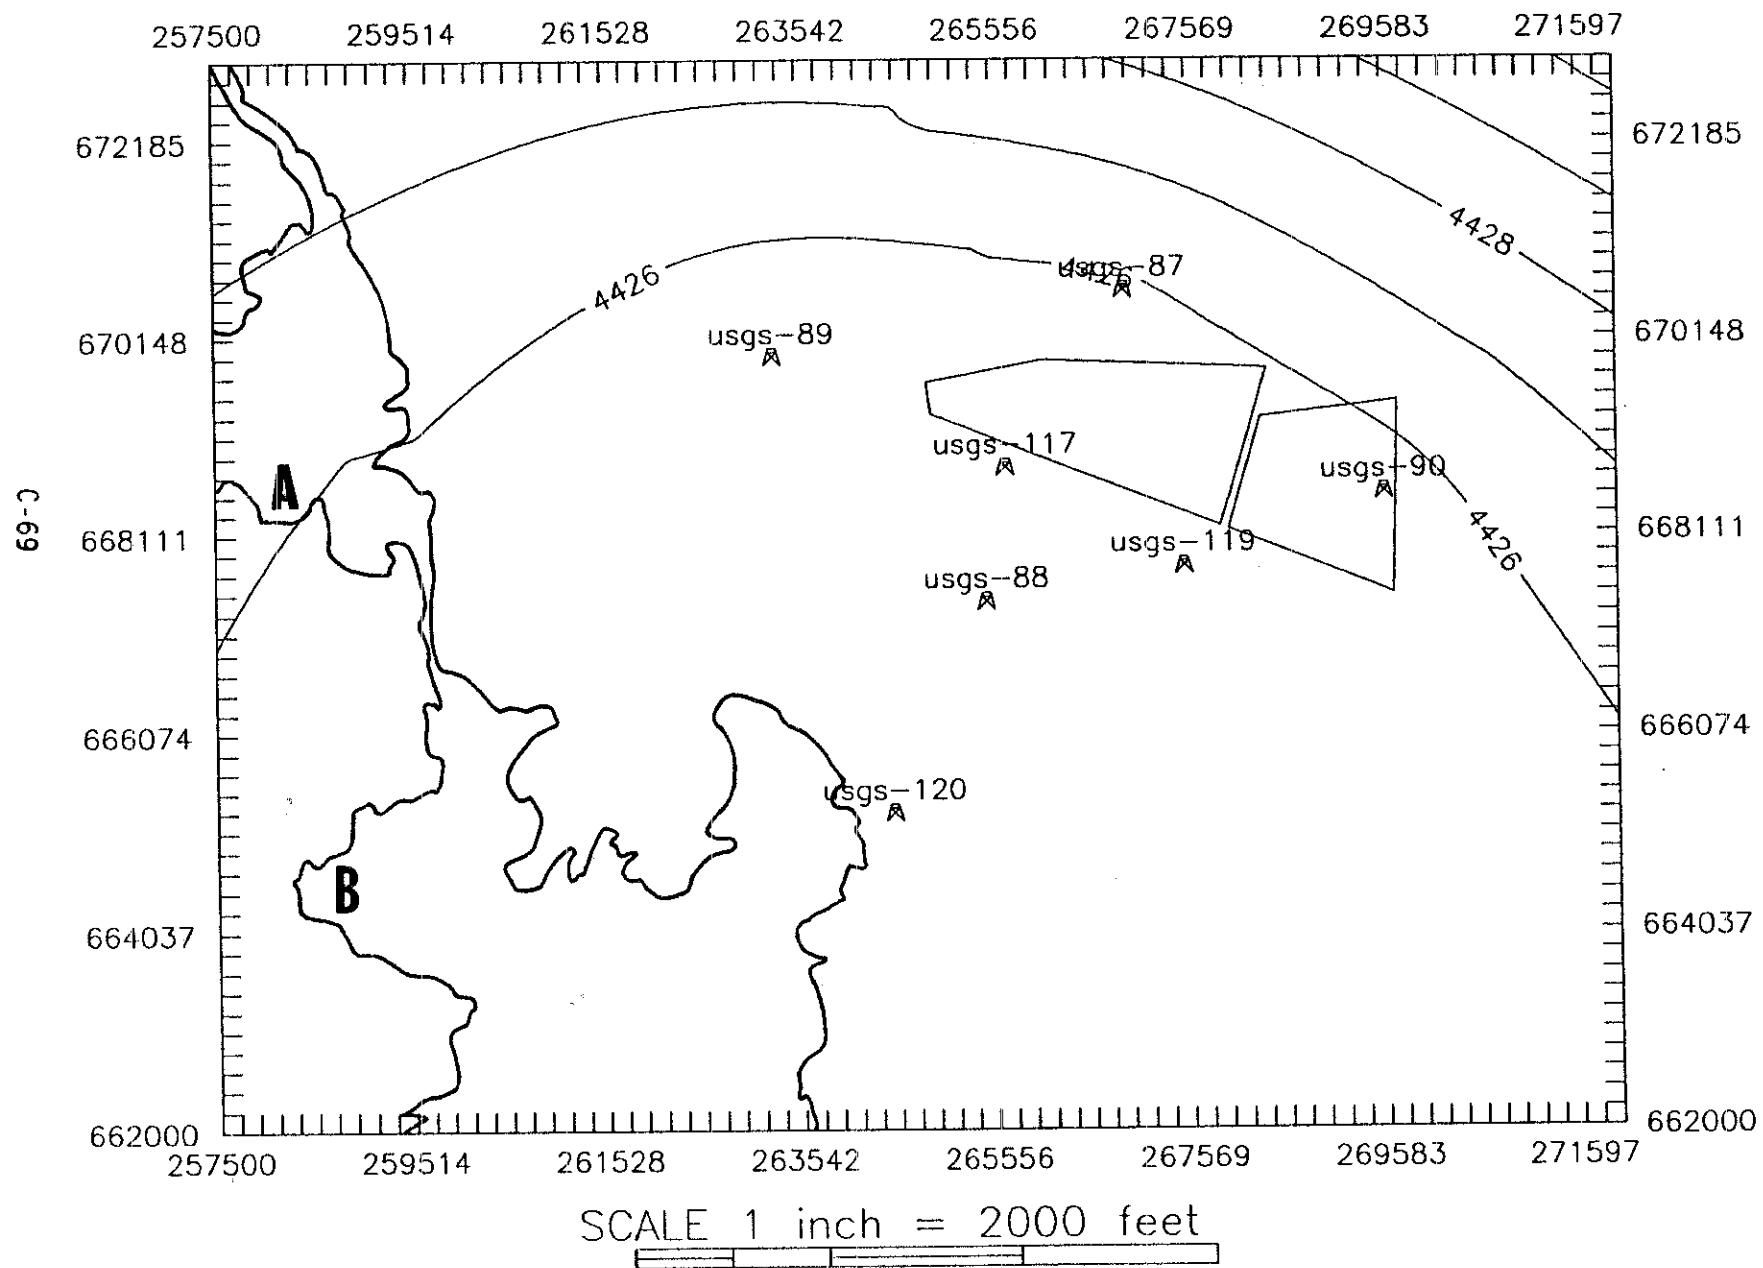 257500 259514 261528 263542 265556 267569 269583 271597
672185 672185
4428
usgs-87
4426
4426
usgs-89
670148 670148
usgs-117
usgs-90
A
C-69
668111 668111
4426
usgs-119
usgs-88
666074 666074
usgs-120
B
664037 664037
662000 662000
257500 259514 261528 263542 265556 267569 269583 271597
SCALE 1 inch = 2000 feet